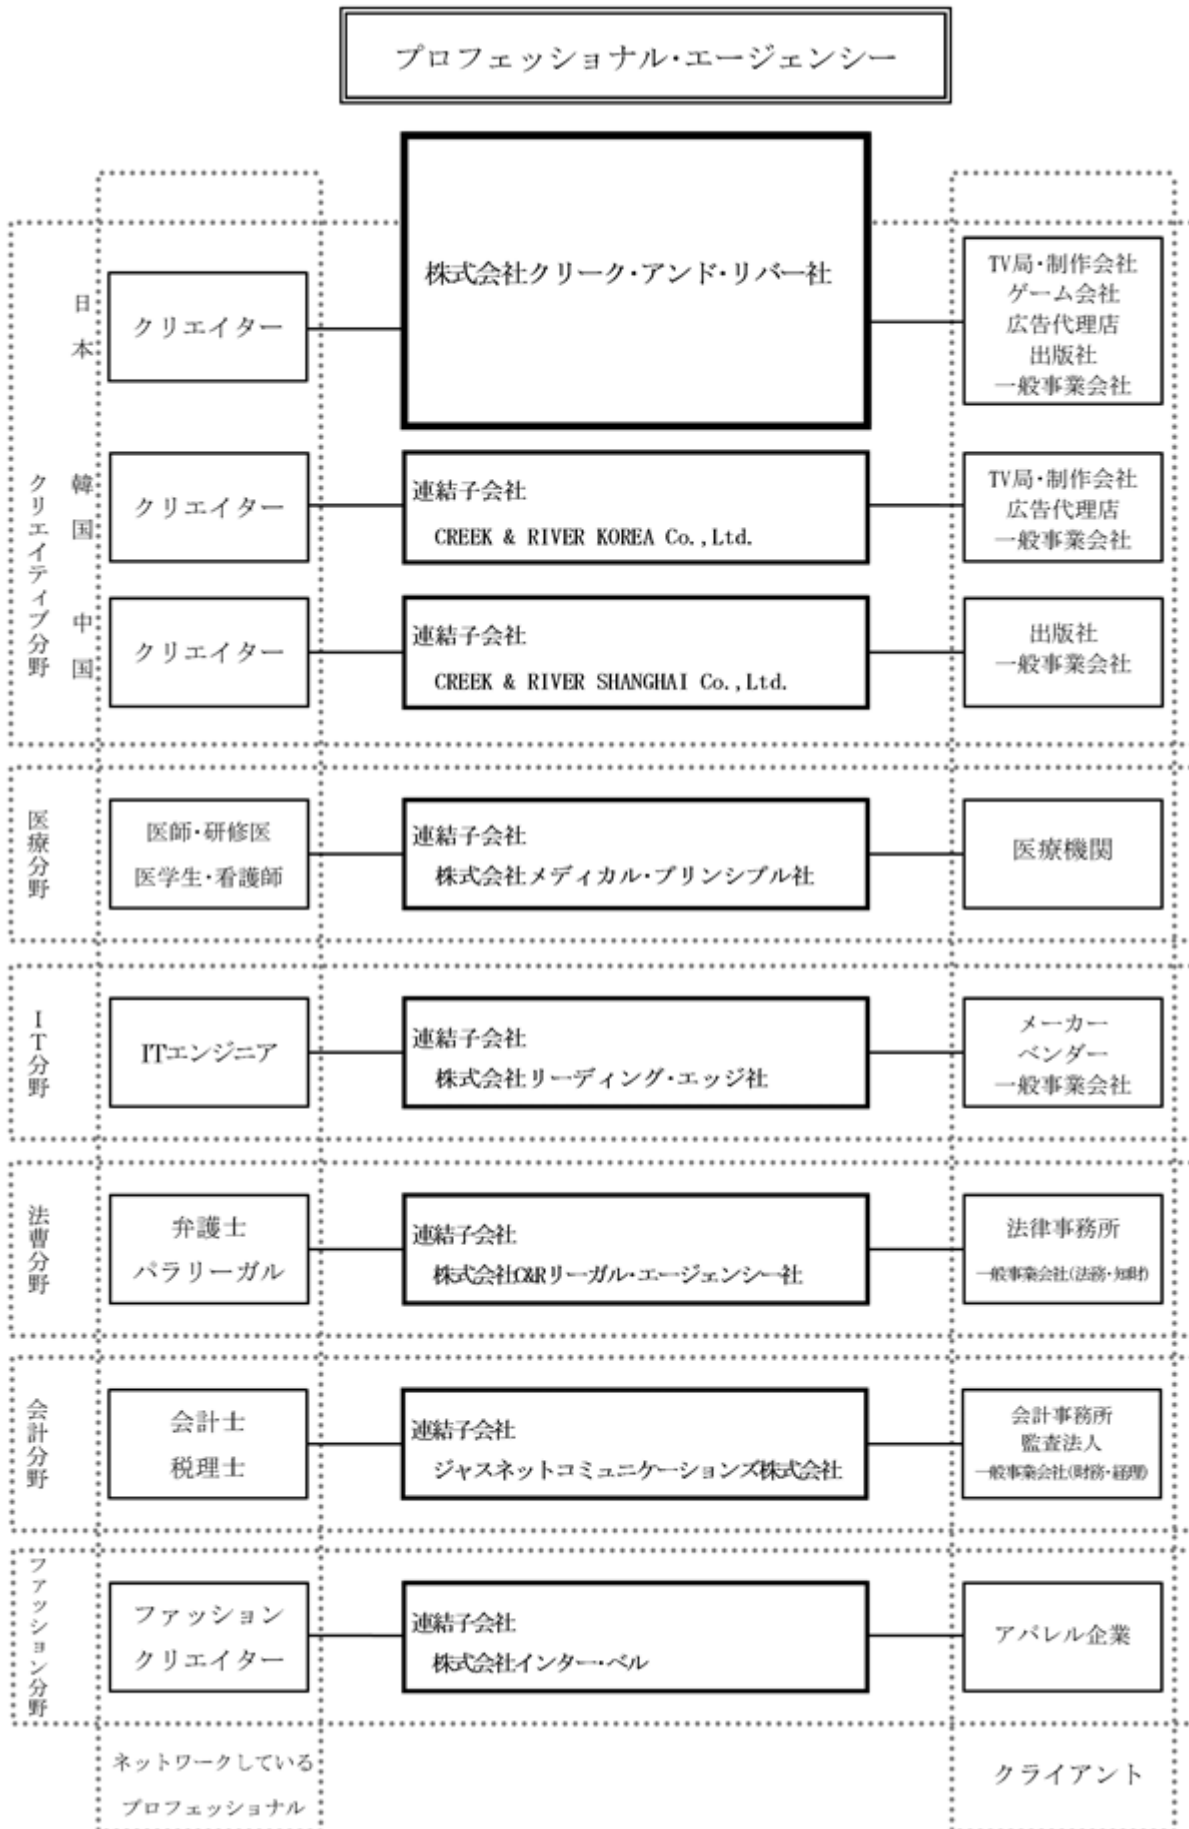 プロフェッショナル・エージェンシー
クリエイティブ分野
日本
クリエイター
株式会社クリーク・アンド・リバー社
TV局・制作会社
ゲーム会社
広告代理店
出版社
一般事業会社
韓国
クリエイター
連結子会社
CREEK & RIVER KOREA Co.,Ltd.
TV局・制作会社
広告代理店
一般事業会社
中国
クリエイター
連結子会社
CREEK & RIVER SHANGHAI Co.,Ltd.
出版社
一般事業会社
医療分野
医師・研修医
医学生・看護師
連結子会社
株式会社メディカル・プリンシプル社
医療機関
IT分野
ITエンジニア
連結子会社
株式会社リーディング・エッジ社
メーカー
ベンダー
一般事業会社
法曹分野
弁護士
パラリーガル
連結子会社
株式会社C&Rリーガル・エージェンシー社
法律事務所
一般事業会社(法務・知財)
会計分野
会計士
税理士
連結子会社
ジャスネットコミュニケーションズ株式会社
会計事務所
監査法人
一般事業会社(財務・経理)
ファッション分野
ファッション
クリエイター
連結子会社
株式会社インター・ベル
アパレル企業
ネットワークしている
プロフェッショナル
クライアント